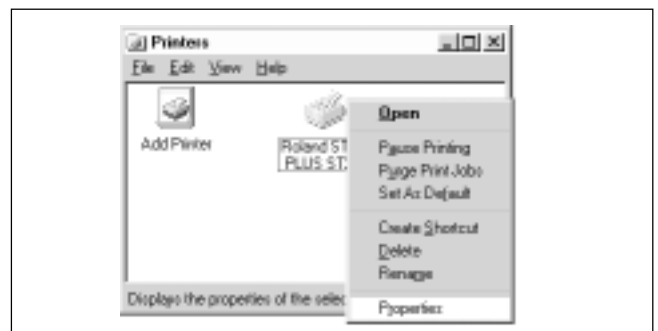 Printers
File Edit View Help
Add Printer
Roland ST
PLUS ST
Open
Pause Printing
Purge Print Jobs
Set As Default
Create Shortcut
Delete
Rename
Properties
Displays the properties of the selec